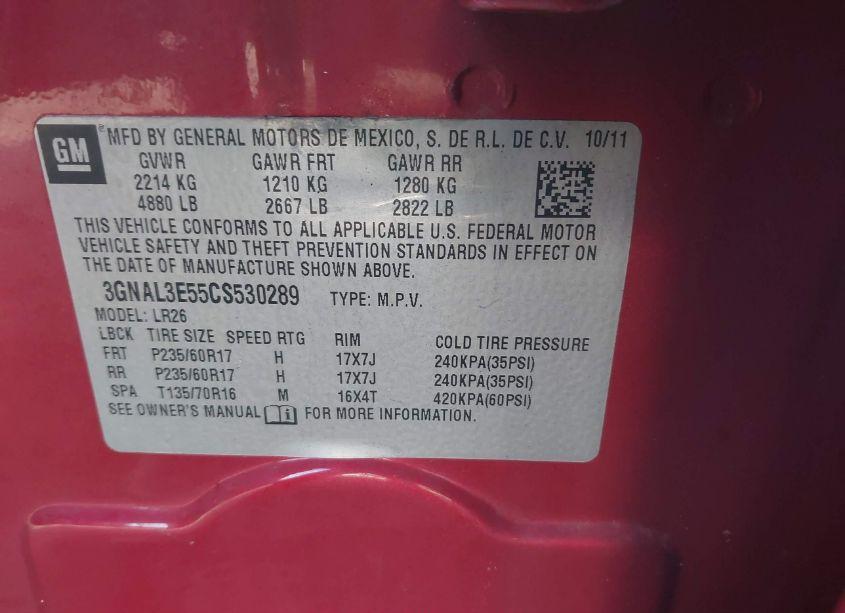 GM
® MFD BY GENERAL MOTORS DE MEXICO, S. DE R.L. DE C.V. 10/11
GVWR GAWR FRT GAWR RR
2214 KG 1210 KG 1280 KG
4880 LB 2667 LB 2822 LB
THIS VEHICLE CONFORMS TO ALL APPLICABLE U.S. FEDERAL MOTOR
VEHICLE SAFETY AND THEFT PREVENTION STANDARDS IN EFFECT ON
THE DATE OF MANUFACTURE SHOWN ABOVE.
3GNAL3E55CS530289 TYPE: M.P.V.
MODEL: LR26
LBCK TIRE SIZE SPEED RTG RIM COLD TIRE PRESSURE
FRT P235/60R17 H 17X7J 240KPA(35PSI)
RR P235/60R17 H 17X7J 240KPA(35PSI)
SPA T135/70R16 M 16X4T 420KPA(60PSI)
SEE OWNER'S MANUAL i FOR MORE INFORMATION.